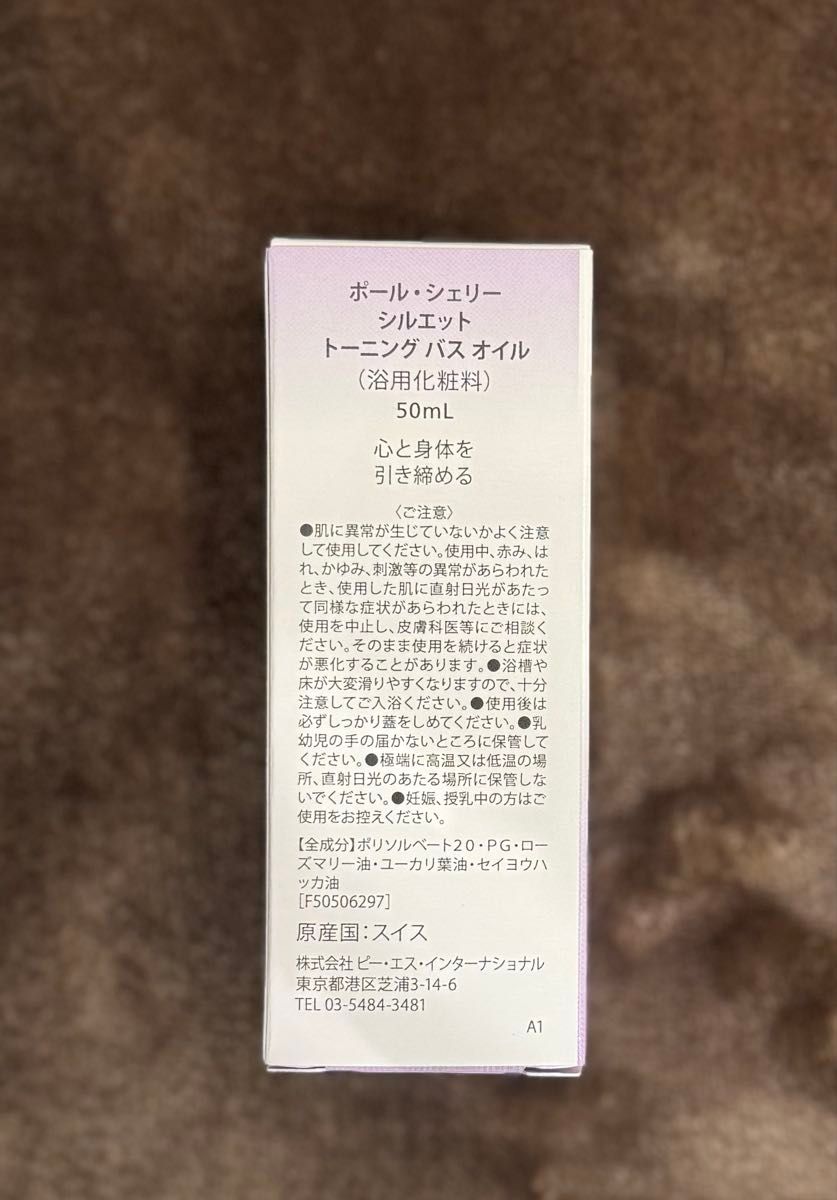 ポール・シェリー
シルエット
トーニング バス オイル
（浴用化粧料）
50mL
心と身体を
引き締める
〈ご注意〉
●肌に異常が生じていないかよく注意
して使用してください。使用中、赤み、は
れ、かゆみ、刺激等の異常があらわれた
とき、使用した肌に直射日光があたっ
て同様な症状があらわれたときには、
使用を中止し、皮膚科医等にご相談く
ださい。そのまま使用を続けると症状
が悪化することがあります。●浴槽や
床が大変滑りやすくなりますので、十分
注意してご入浴ください。●使用後は
必ずしっかり蓋をしめてください。●乳
幼児の手の届かないところに保管して
ください。●極端に高温又は低温の場
所、直射日光のあたる場所に保管しな
いでください。●妊娠、授乳中の方はご
使用をお控えください。
【全成分】ポリソルベート20・PG・ロー
ズマリー油・ユーカリ葉油・セイヨウハ
ッカ油
[F50506297]
原産国：スイス
株式会社 ピー・エス・インターナショナル
東京都港区芝浦3-14-6
TEL 03-5484-3481
A1